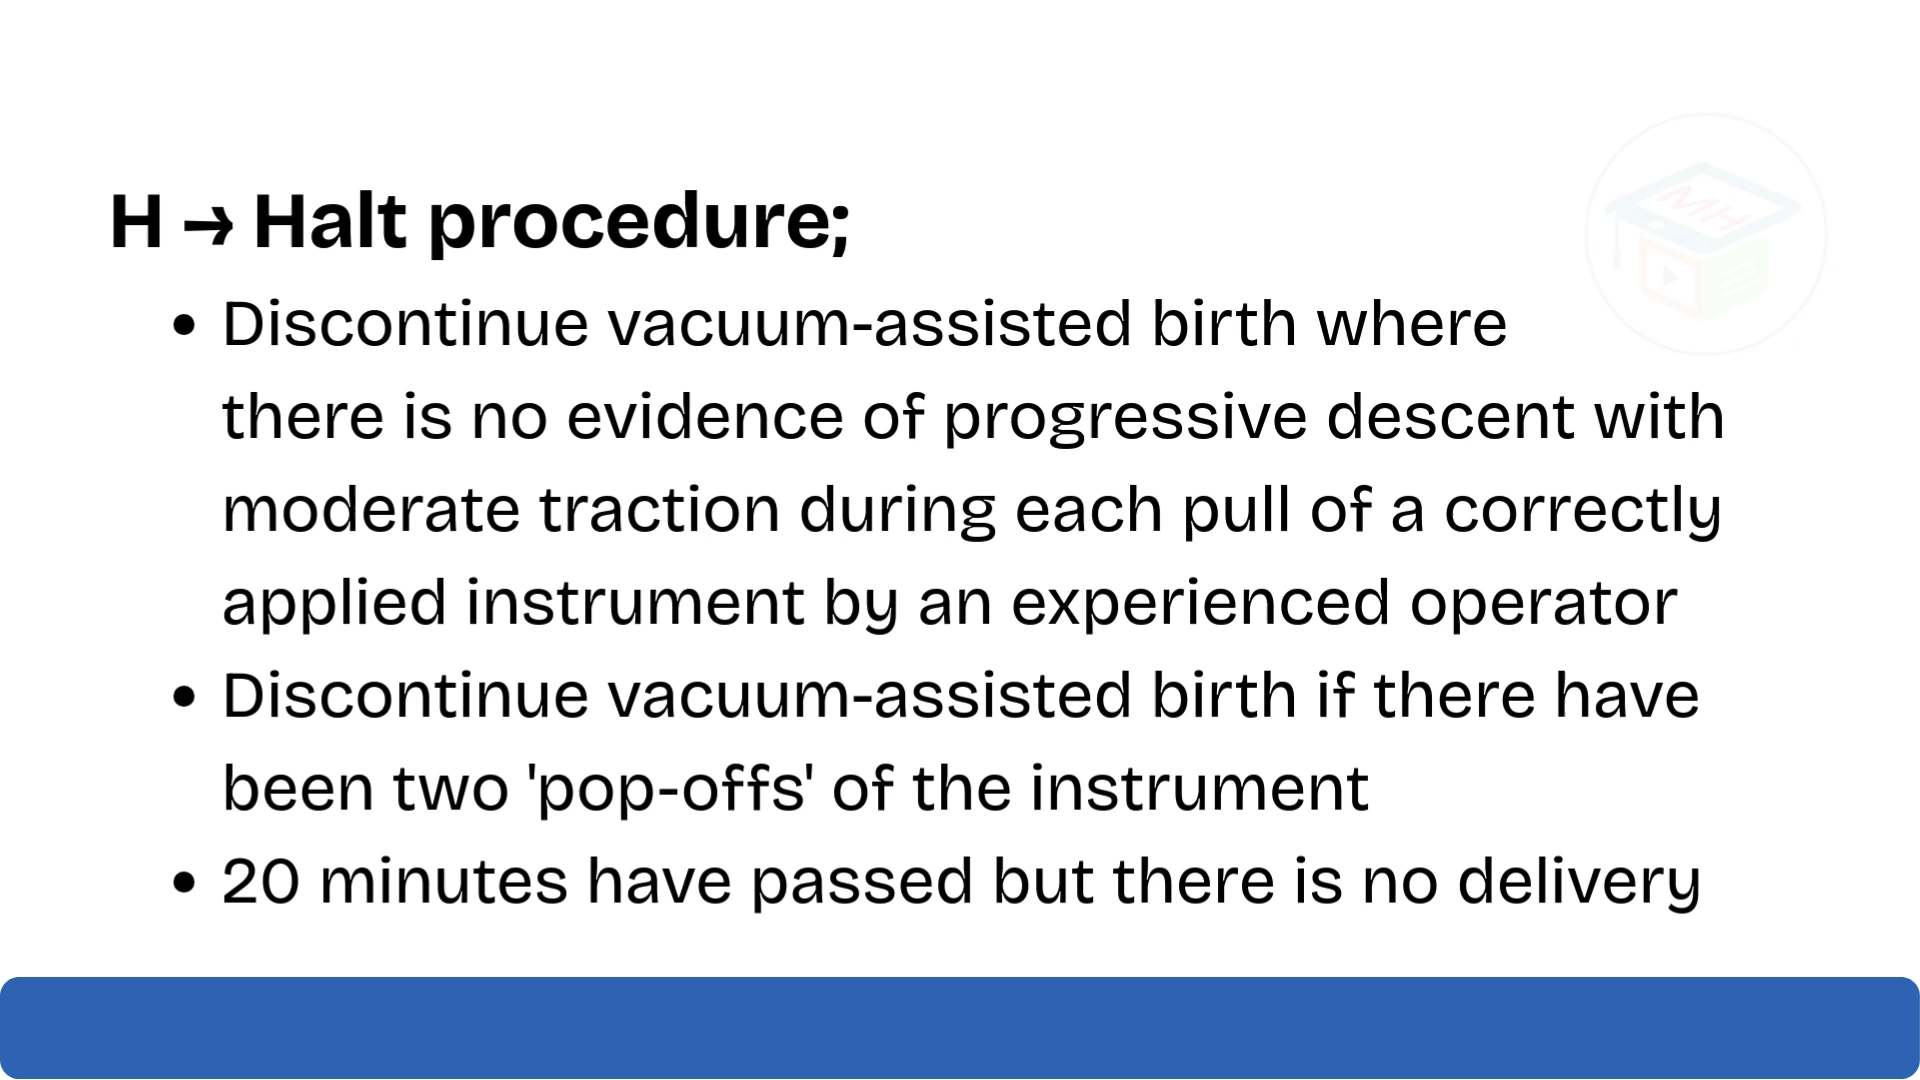 MH
H → Halt procedure;
• Discontinue vacuum-assisted birth where
there is no evidence of progressive descent with
moderate traction during each pull of a correctly
applied instrument by an experienced operator
• Discontinue vacuum-assisted birth if there have
been two 'pop-offs' of the instrument
• 20 minutes have passed but there is no delivery